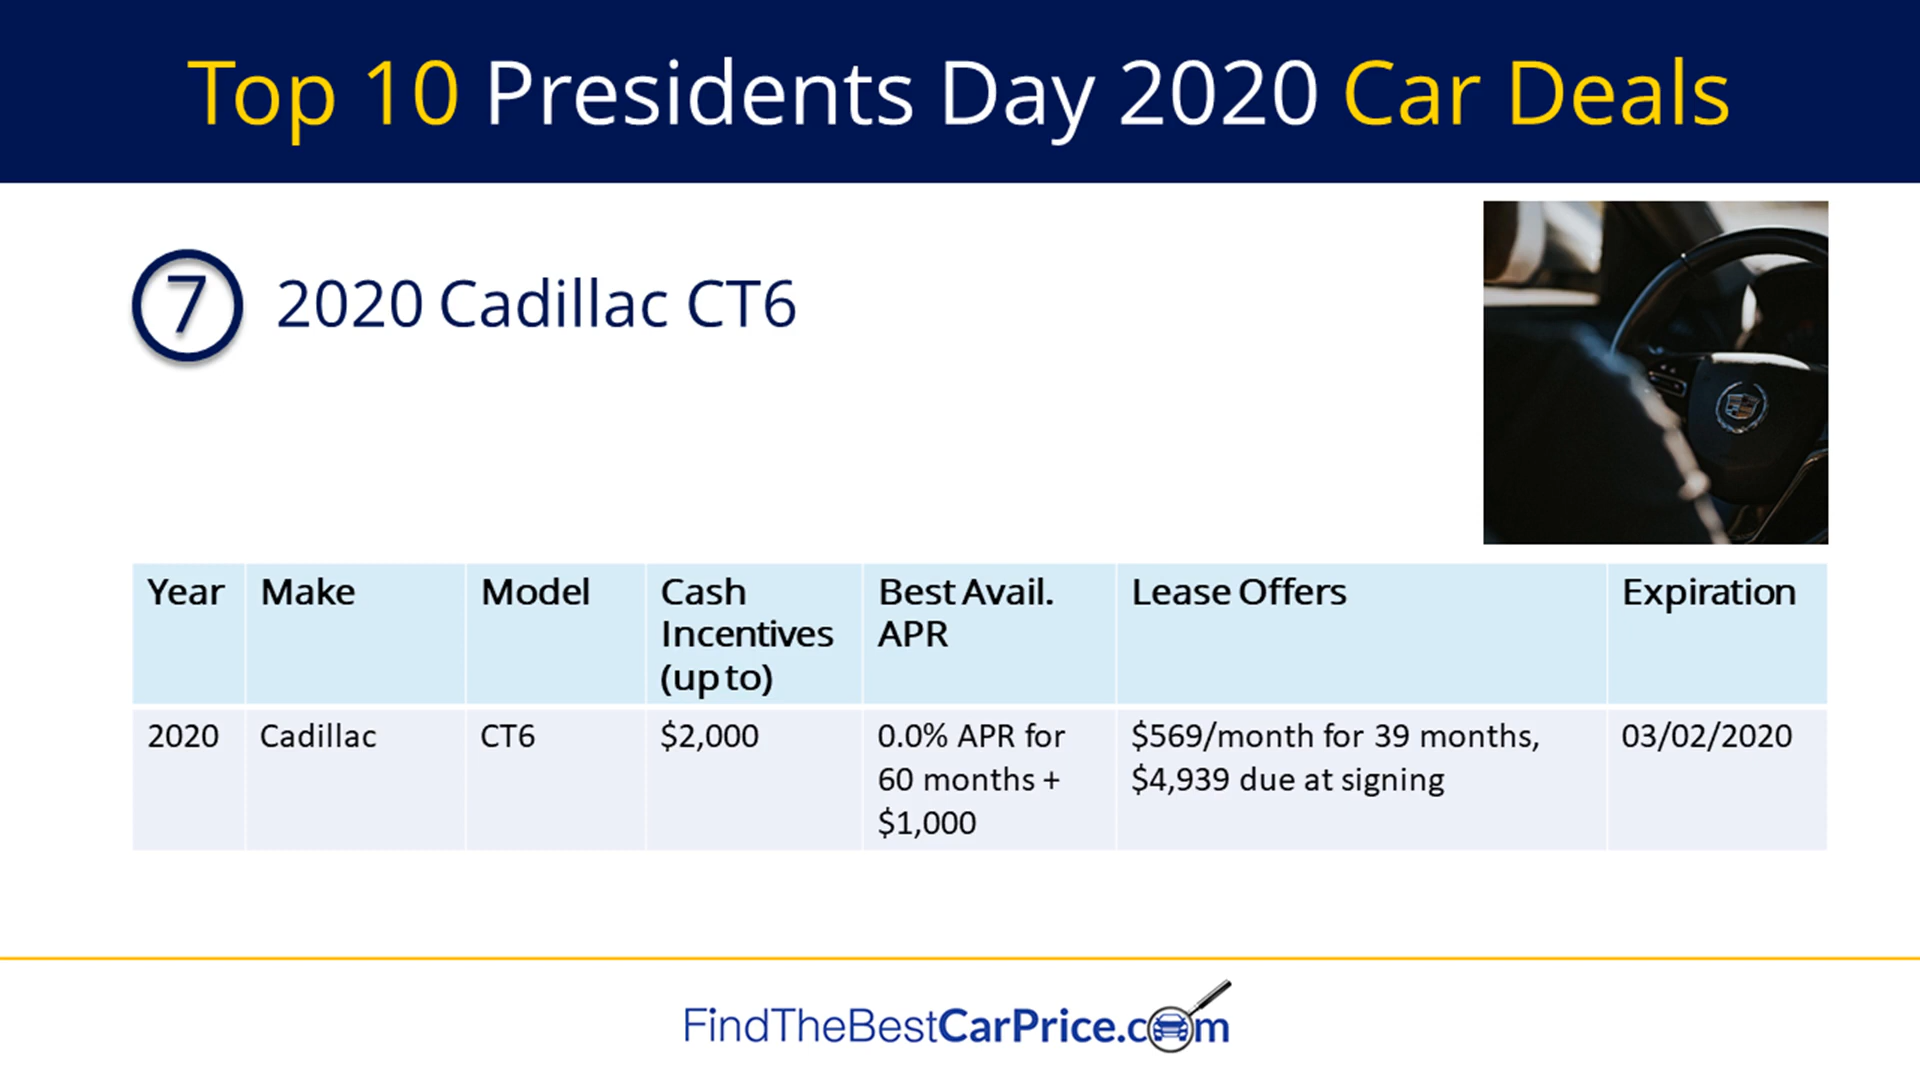 Top 10 Presidents Day 2020 Car Deals
7
2020 Cadillac CT6
Year
Make
Model
Cash
Incentives
(up to)
Best Avail.
APR
Lease Offers
Expiration
2020
Cadillac
CT6
$2,000
0.0% APR for
60 months +
$1,000
$569/month for 39 months,
$4,939 due at signing
03/02/2020
FindTheBestCarPrice.com